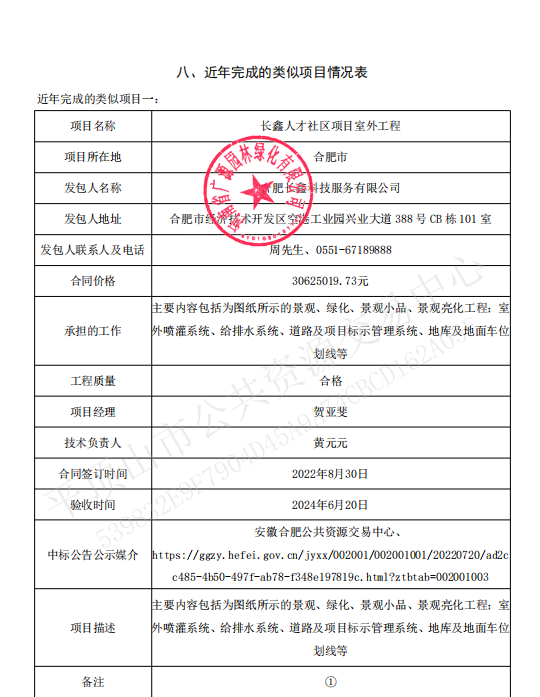 八、近年完成的类似项目情况表
近年完成的类似项目一：
项目名称 长鑫人才社区项目室外工程
项目所在地 合肥市
发包人名称 合肥长鑫科技服务有限公司
发包人地址 合肥市经济技术开发区空港工业园兴业大道 388 号 CB 栋 101 室
发包人联系人及电话 周先生、0551-67189888
合同价格 30625019.73元
承担的工作 主要内容包括为图纸所示的景观、绿化、景观小品、景观亮化工程；室
外喷灌系统、给排水系统、道路及项目标示管理系统、地库及地面车位
划线等
工程质量 合格
项目经理 贺亚斐
技术负责人 黄元元
合同签订时间 2022年8月30日
验收时间 2024年6月20日
中标公告公示媒介 安徽合肥公共资源交易中心、
https://ggzy.hefei.gov.cn/jyxx/002001/002001001/20220720/ad2c
c485-4b50-497f-ab78-f348e197819c.html?ztbtab=002001003
项目描述 主要内容包括为图纸所示的景观、绿化、景观小品、景观亮化工程；室
外喷灌系统、给排水系统、道路及项目标示管理系统、地库及地面车位
划线等
备注 ①
平顶山市公共资源交易中心